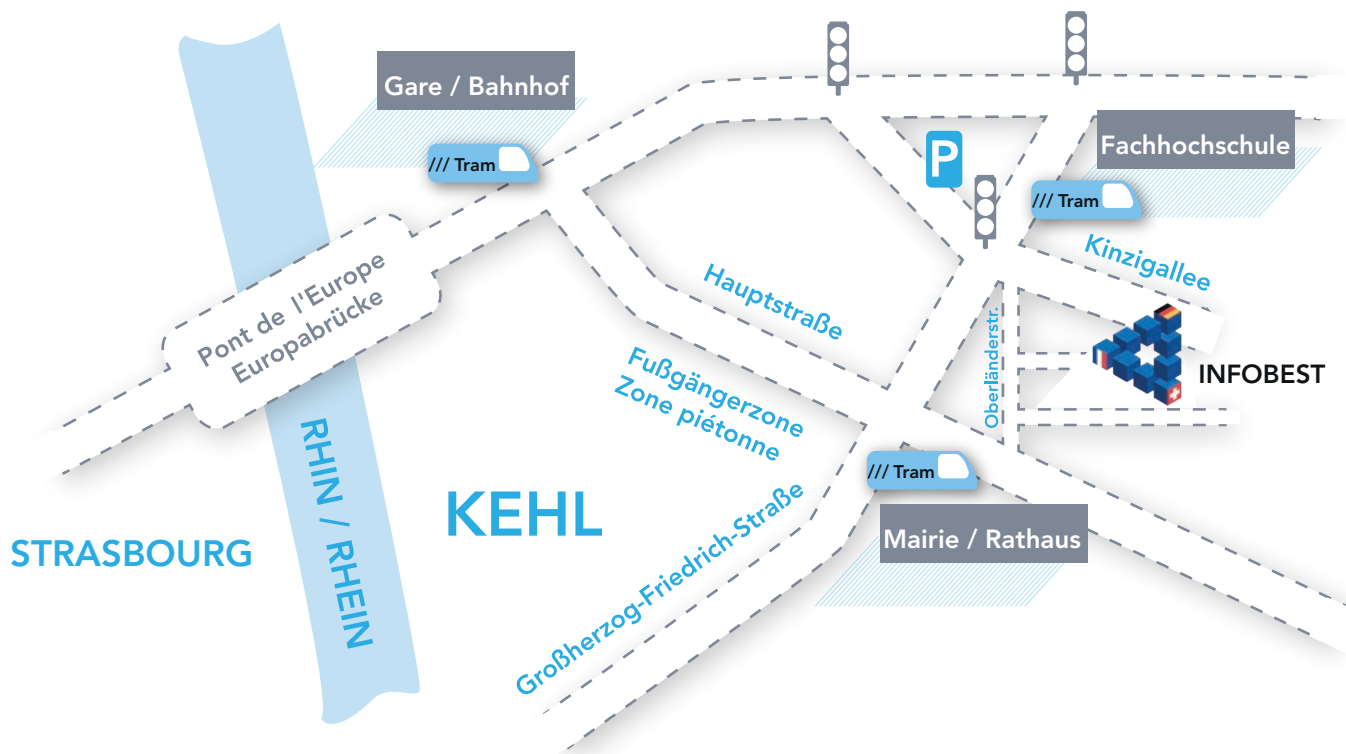 Gare / Bahnhof
/// Tram
P
Fachhochschule
/// Tram
Kinzigallee
Pont de l'Europe
Europabrücke
Hauptstraße
Oberländerstr.
INFOBEST
Fußgängerzone
Zone piétonne
RHIN / RHEIN
KEHL
STRASBOURG
/// Tram
Mairie / Rathaus
Großherzog-Friedrich-Straße